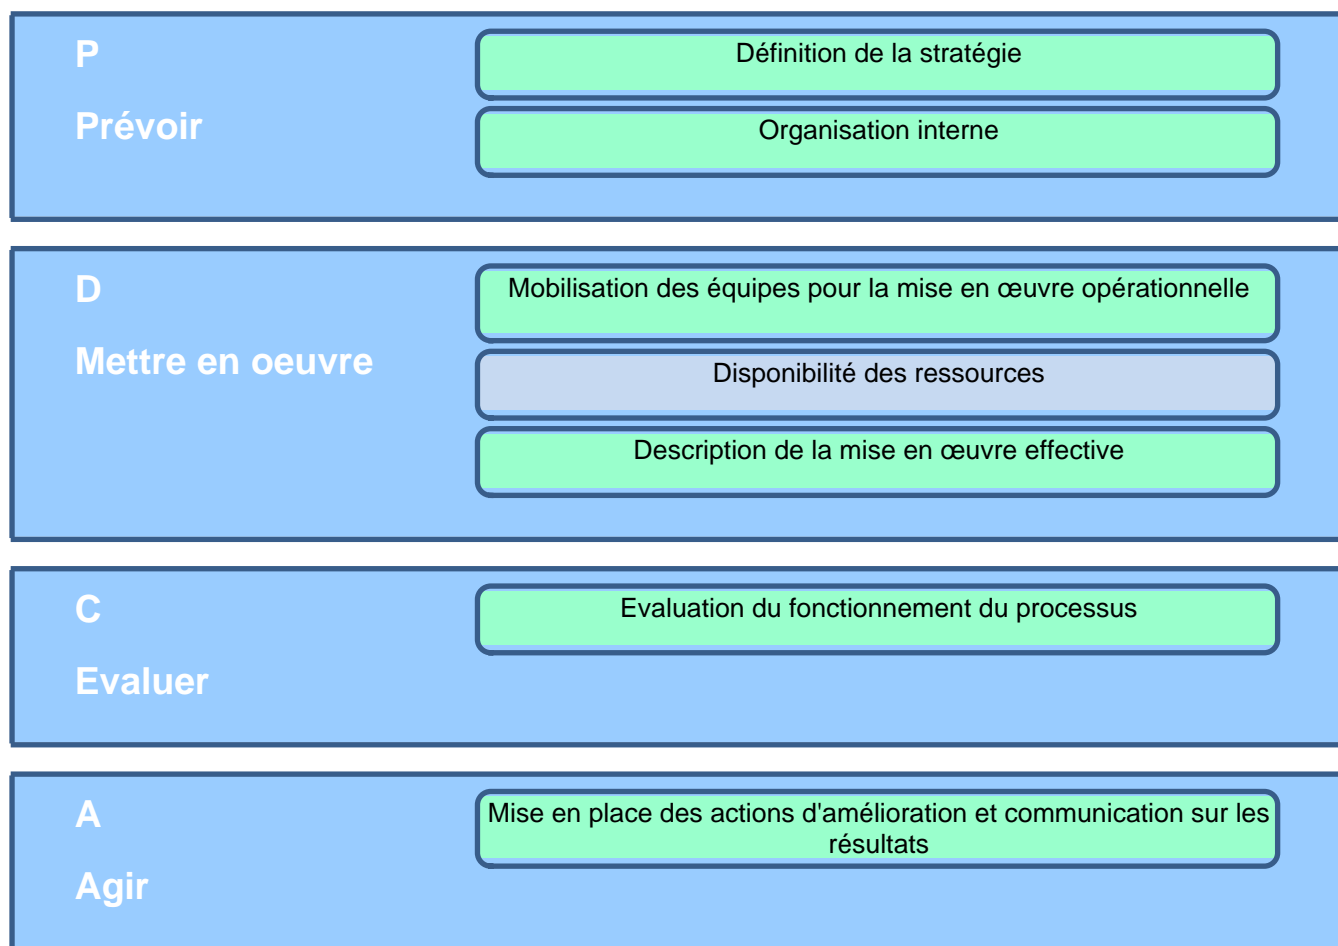 P
Prévoir
Définition de la stratégie
Organisation interne
D
Mettre en oeuvre
Mobilisation des équipes pour la mise en œuvre opérationnelle
Disponibilité des ressources
Description de la mise en œuvre effective
C
Evaluer
Evaluation du fonctionnement du processus
A
Agir
Mise en place des actions d'amélioration et communication sur les
résultats